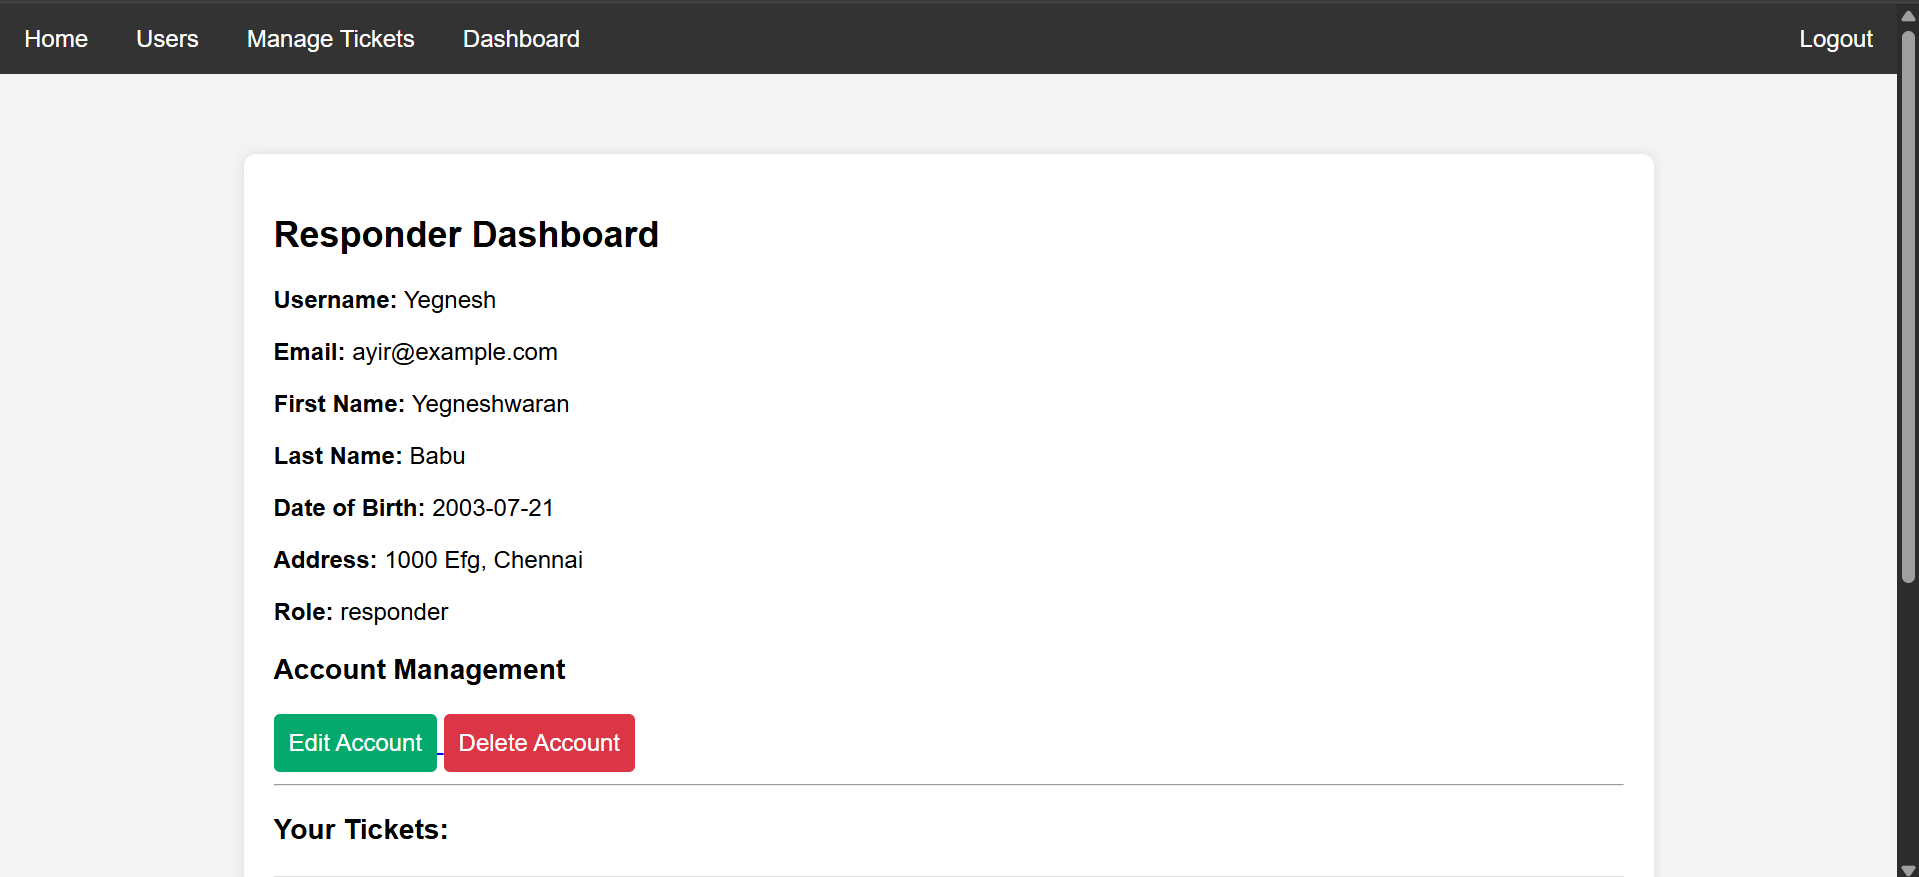 Home Users Manage Tickets Dashboard Logout
Responder Dashboard
Username: Yegnesh
Email: ayir@example.com
First Name: Yegneshwaran
Last Name: Babu
Date of Birth: 2003-07-21
Address: 1000 Efg, Chennai
Role: responder
Account Management
Edit Account Delete Account
Your Tickets: